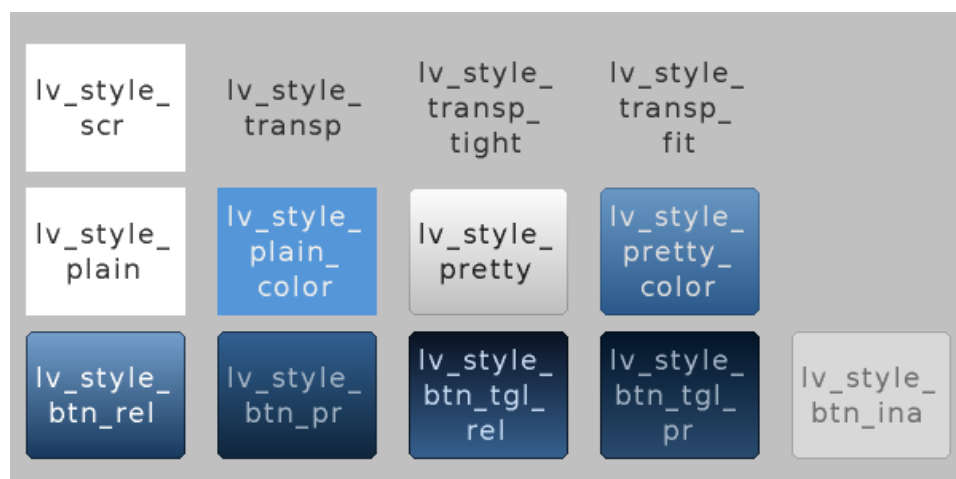 lv_style_
scr
lv_style_
transp
lv_style_
transp_
tight
lv_style_
transp_
fit
lv_style_
plain
lv_style_
plain_
color
lv_style_
pretty
lv_style_
pretty_
color
lv_style_
btn_rel
lv_style_
btn_pr
lv_style_
btn_tgl_
rel
lv_style_
btn_tgl_
pr
lv_style_
btn_ina